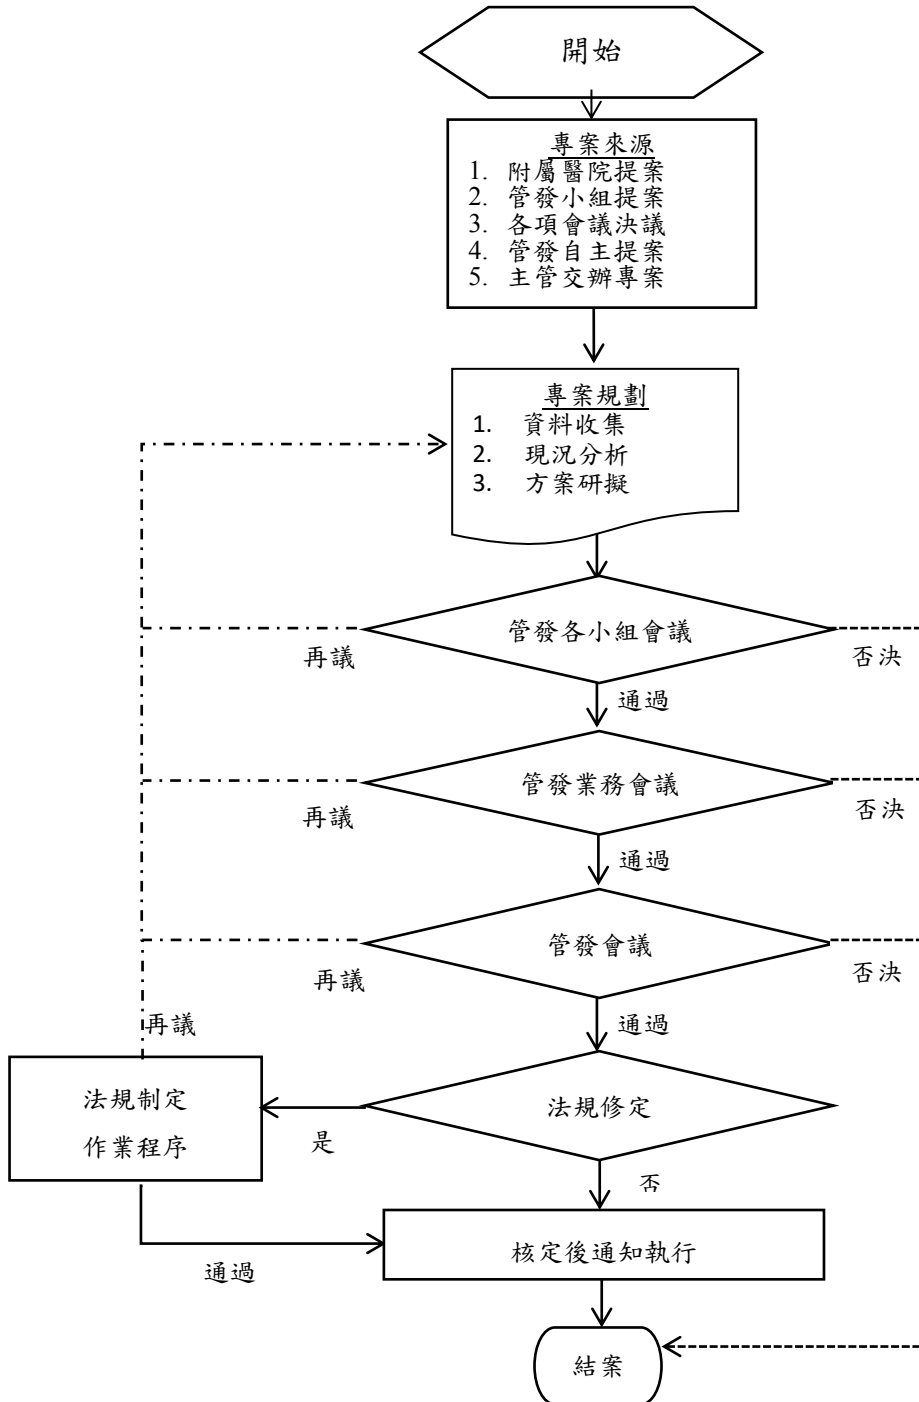 開始
專案來源
1. 附屬醫院提案
2. 管發小組提案
3. 各項會議決議
4. 管發自主提案
5. 主管交辦專案
專案規劃
1. 資料收集
2. 現況分析
3. 方案研擬
管發各小組會議
再議
否決
通過
管發業務會議
再議
否決
通過
管發會議
再議
否決
通過
再議
法規制定
作業程序
法規修定
是
否
核定後通知執行
通過
結案